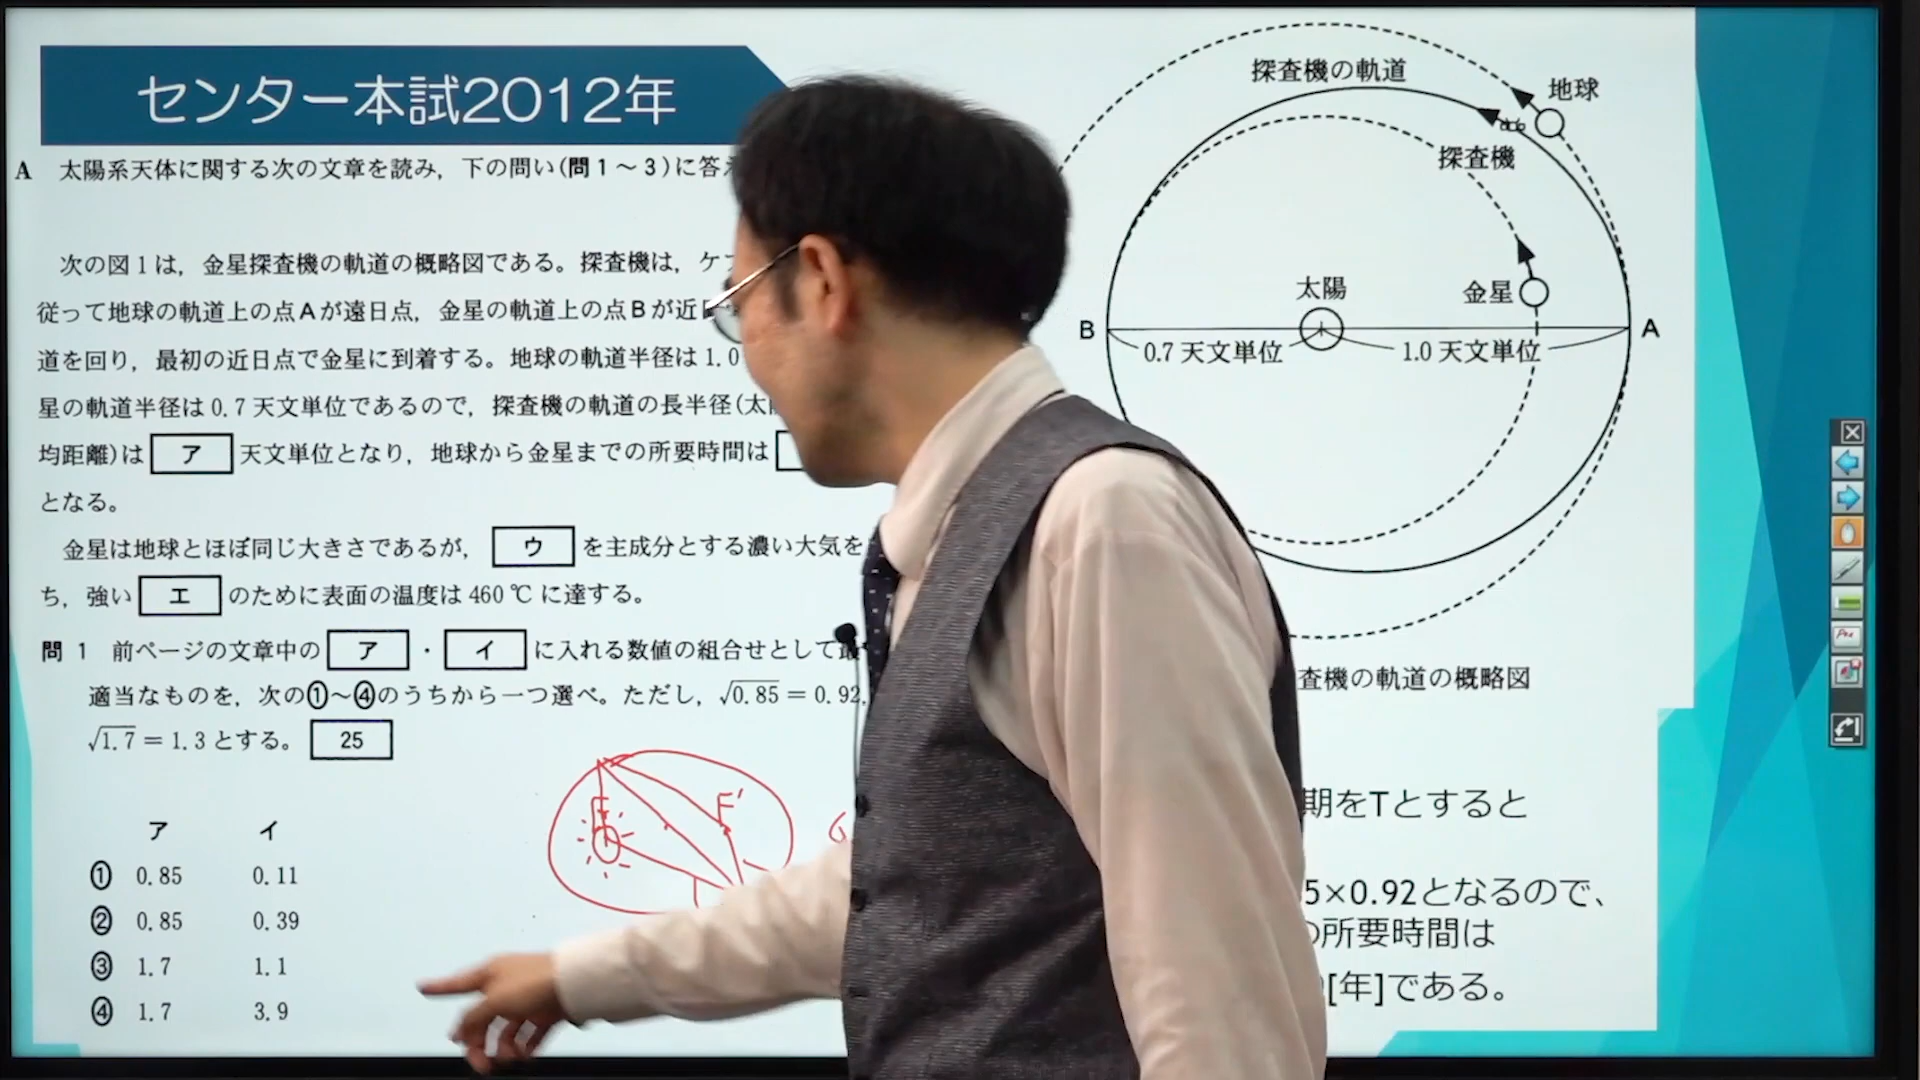 センター本試2012年
A 太陽系天体に関する次の文章を読み，下の問い(問1～3)に答
次の図1は，金星探査機の軌道の概略図である。探査機は，ケ
従って地球の軌道上の点Aが遠日点，金星の軌道上の点Bが近
道を回り，最初の近日点で金星に到着する。地球の軌道半径は1.0
星の軌道半径は0.7天文単位であるので，探査機の軌道の長半径(太
均距離)は ア 天文単位となり，地球から金星までの所要時間は
となる。
金星は地球とほぼ同じ大きさであるが， ウ を主成分とする濃い大気を
ち，強い エ のために表面の温度は460℃に達する。
問1 前ページの文章中の ア ・ イ に入れる数値の組合せとして最
適当なものを，次の①～④のうちから一つ選べ。ただし，√0.85＝0.92,
√1.7＝1.3とする。 25
ア イ
① 0.85 0.11
② 0.85 0.39
③ 1.7 1.1
④ 1.7 3.9
F
F'
探査機の軌道
地球
探査機
太陽
金星
B
A
0.7天文単位
1.0天文単位
査機の軌道の概略図
期をTとすると
5×0.92となるので、
の所要時間は
[年]である。
Pen